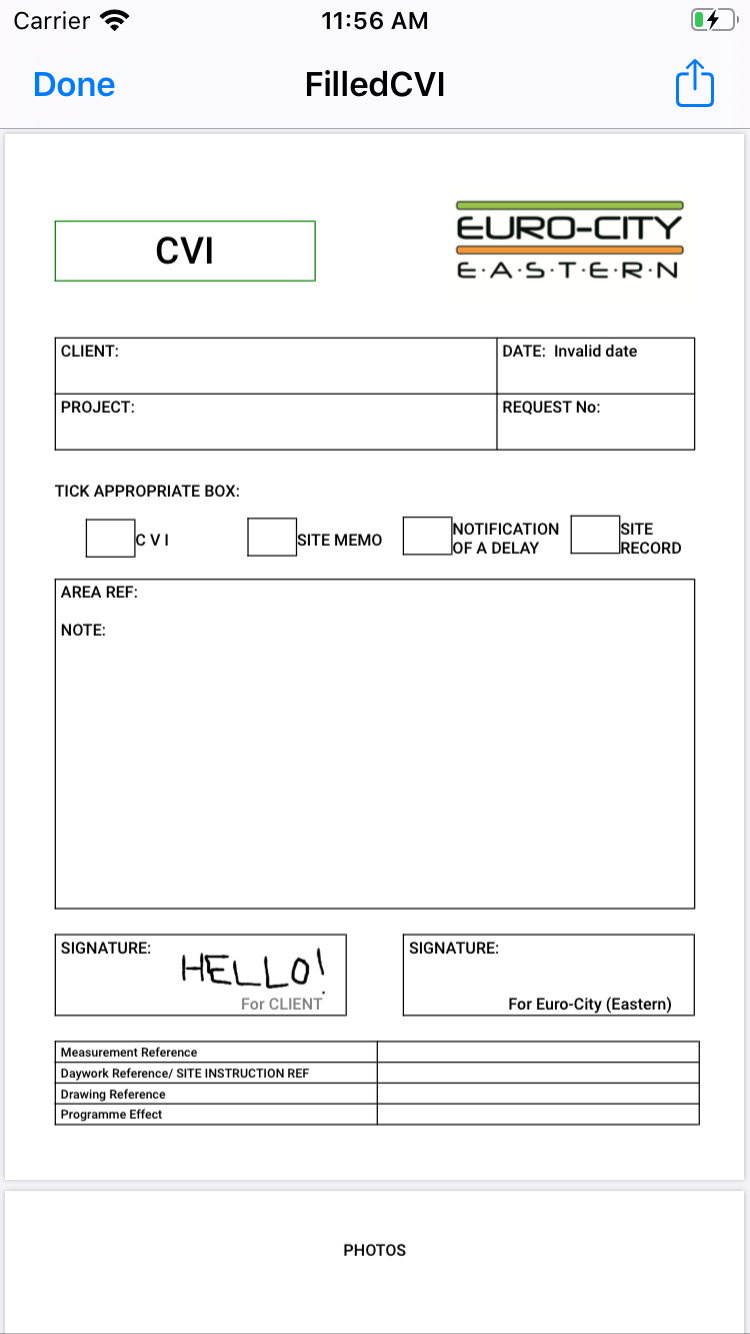 Carrier 11:56 AM
Done FilledCVI
CVI
EURO-CITY
E·A·S·T·E·R·N
CLIENT: DATE: Invalid date
PROJECT: REQUEST No:
TICK APPROPRIATE BOX:
C V I SITE MEMO NOTIFICATION OF A DELAY SITE RECORD
AREA REF:
NOTE:
SIGNATURE: HELLO! For CLIENT
SIGNATURE: For Euro-City (Eastern)
Measurement Reference
Daywork Reference/ SITE INSTRUCTION REF
Drawing Reference
Programme Effect
PHOTOS